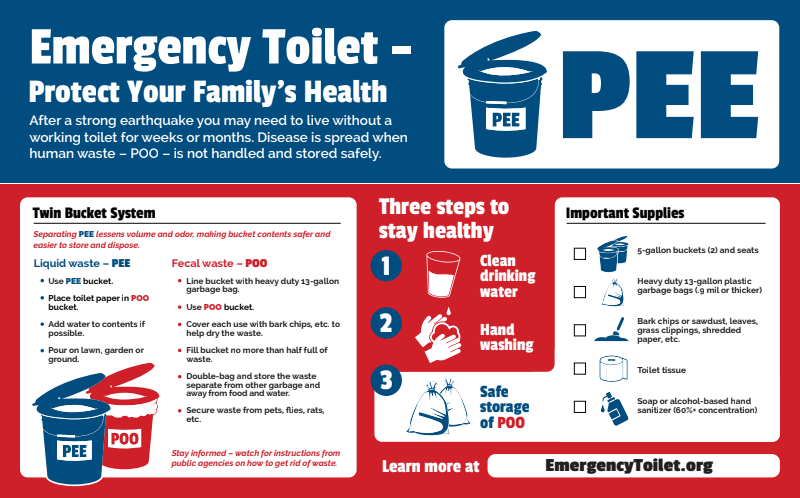 Emergency Toilet –
Protect Your Family's Health
After a strong earthquake you may need to live without a
working toilet for weeks or months. Disease is spread when
human waste – POO – is not handled and stored safely.
PEE
PEE
Twin Bucket System
Separating PEE lessens volume and odor, making bucket contents safer and
easier to store and dispose.
Liquid waste – PEE
• Use PEE bucket.
• Place toilet paper in POO
bucket.
• Add water to contents if
possible.
• Pour on lawn, garden or
ground.
Fecal waste – POO
• Line bucket with heavy duty 13-gallon
garbage bag.
• Use POO bucket.
• Cover each use with bark chips, etc. to
help dry the waste.
• Fill bucket no more than half full of
waste.
• Double-bag and store the waste
separate from other garbage and
away from food and water.
• Secure waste from pets, flies, rats,
etc.
Stay informed – watch for instructions from
public agencies on how to get rid of waste.
PEE
POO
Three steps to
stay healthy
1
Clean
drinking
water
2
Hand
washing
3
Safe
storage
of POO
Important Supplies
5-gallon buckets (2) and seats
Heavy duty 13-gallon plastic
garbage bags (.9 mil or thicker)
Bark chips or sawdust, leaves,
grass clippings, shredded
paper, etc.
Toilet tissue
Soap or alcohol-based hand
sanitizer (60%+ concentration)
Learn more at
EmergencyToilet.org